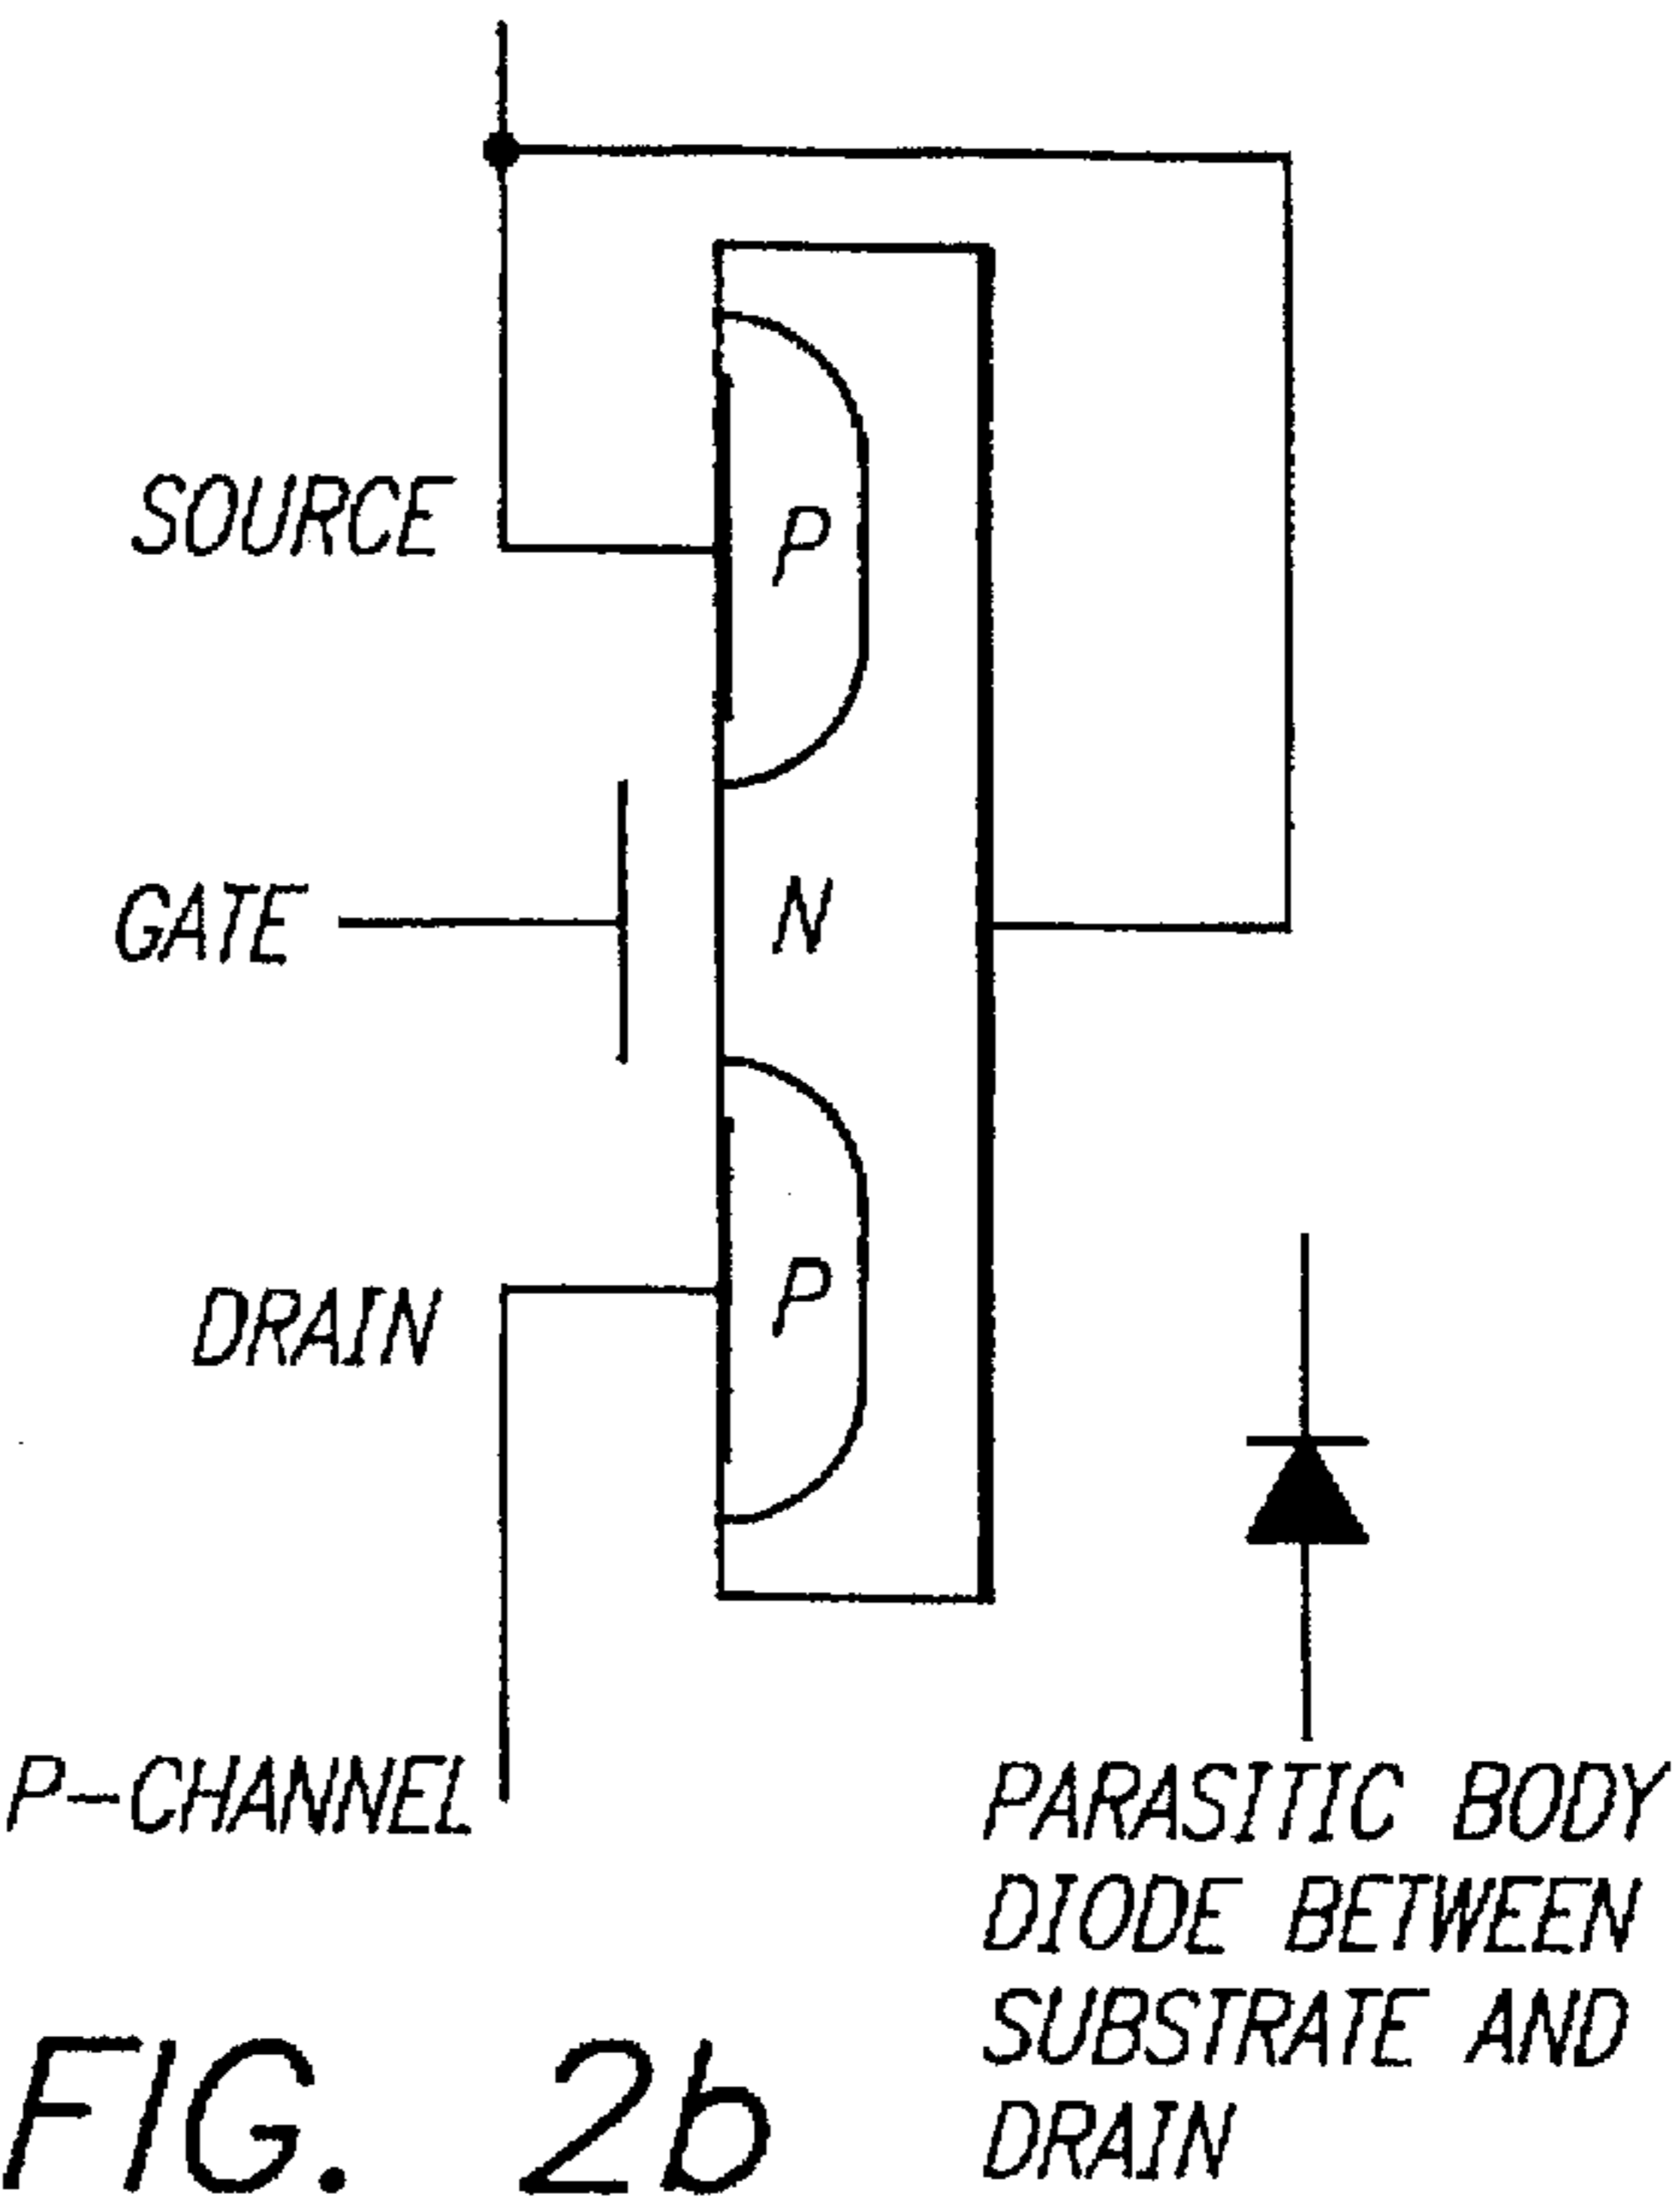 SOURCE
P
GATE
N
DRAIN
P
P-CHANNEL
PARASITIC BODY
DIODE BETWEEN
SUBSTRATE AND
DRAIN
FIG. 2b